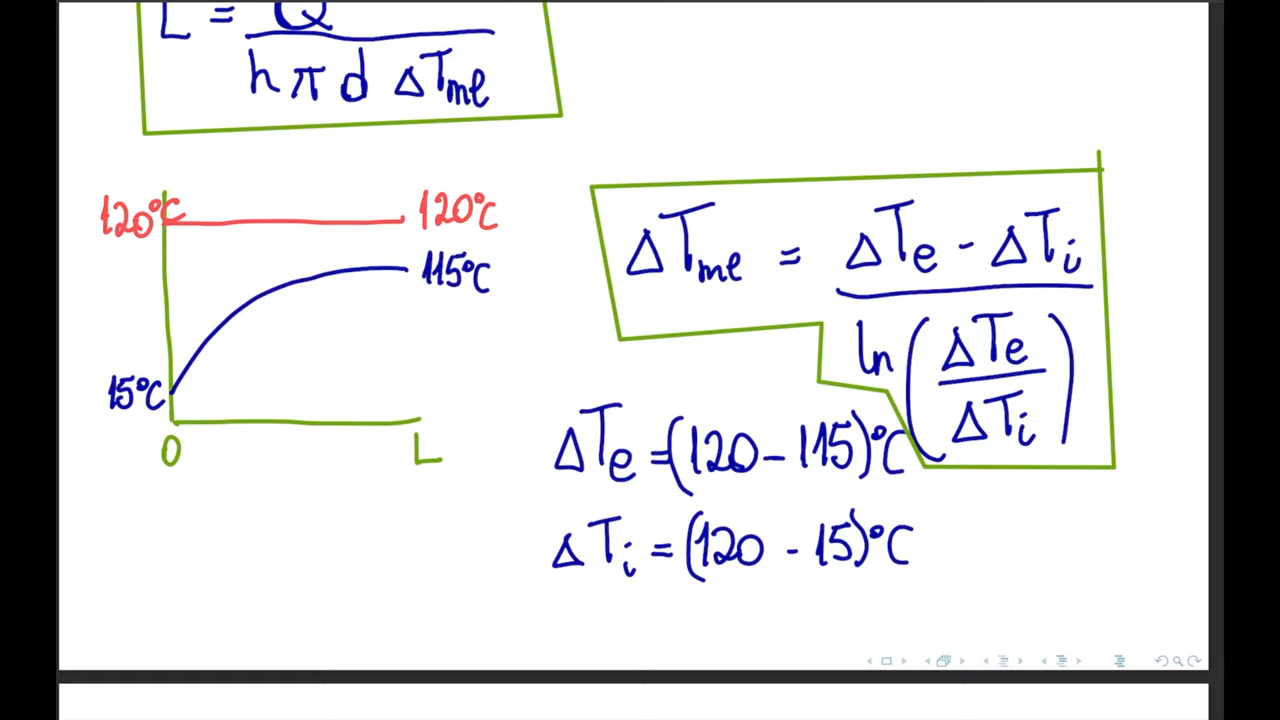 L = Q
h π d ΔTml
120°C 120°C
115°C
15°C
0 L
ΔTml = ΔTe - ΔTi
ln (ΔTe
ΔTi)
ΔTe = (120 - 115)°C
ΔTi = (120 - 15)°C